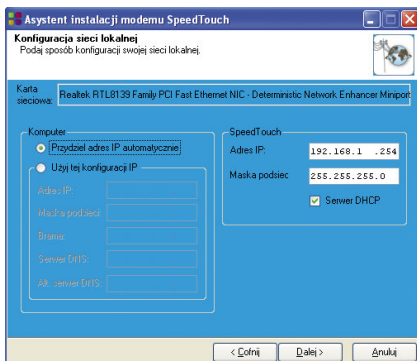 Asystent instalacji modemu SpeedTouch
Konfiguracja sieci lokalnej
Podaj sposób konfiguracji swojej sieci lokalnej.
Karta sieciowa:
Realtek RTL8139 Family PCI Fast Ethernet NIC - Deterministic Network Enhancer Miniport
Komputer
Przydziel adres IP automatycznie
Użyj tej konfiguracji IP
Adres IP:
Maska podsieci:
Brama:
Serwer DNS:
Alt. serwer DNS:
SpeedTouch
Adres IP:
192.168.1 .254
Maska podsiec
255.255.255.0
Serwer DHCP
< Cofnij
Dalej >
Anuluj